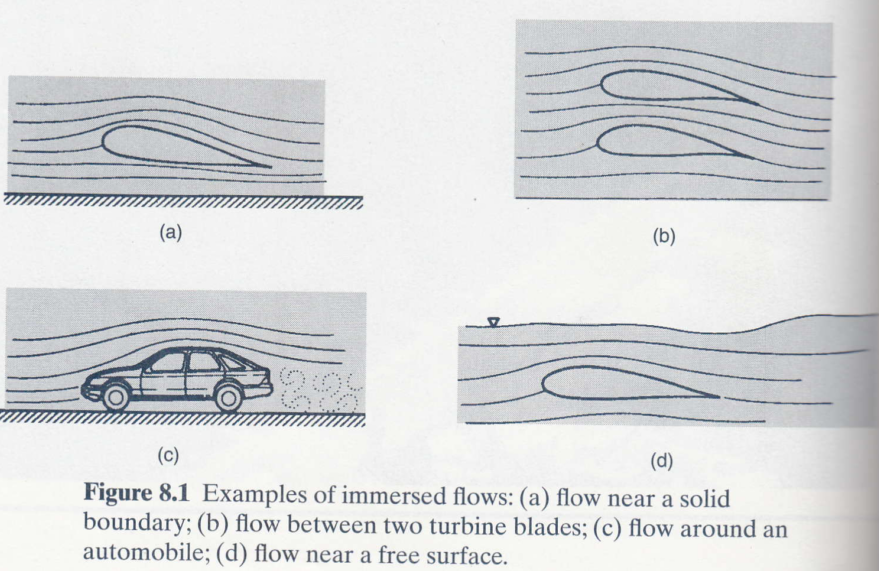 (a)
(b)
(c)
(d)
Figure 8.1 Examples of immersed flows: (a) flow near a solid
boundary; (b) flow between two turbine blades; (c) flow around an
automobile; (d) flow near a free surface.